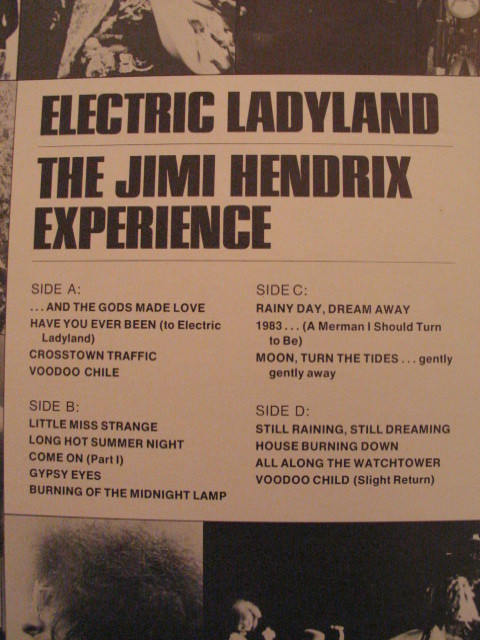 ELECTRIC LADYLAND
THE JIMI HENDRIX
EXPERIENCE
SIDE A:
...AND THE GODS MADE LOVE
HAVE YOU EVER BEEN (to Electric
Ladyland)
CROSSTOWN TRAFFIC
VOODOO CHILE
SIDE B:
LITTLE MISS STRANGE
LONG HOT SUMMER NIGHT
COME ON (Part I)
GYPSY EYES
BURNING OF THE MIDNIGHT LAMP
SIDE C:
RAINY DAY, DREAM AWAY
1983... (A Merman I Should Turn
to Be)
MOON, TURN THE TIDES... gently
gently away
SIDE D:
STILL RAINING, STILL DREAMING
HOUSE BURNING DOWN
ALL ALONG THE WATCHTOWER
VOODOO CHILD (Slight Return)